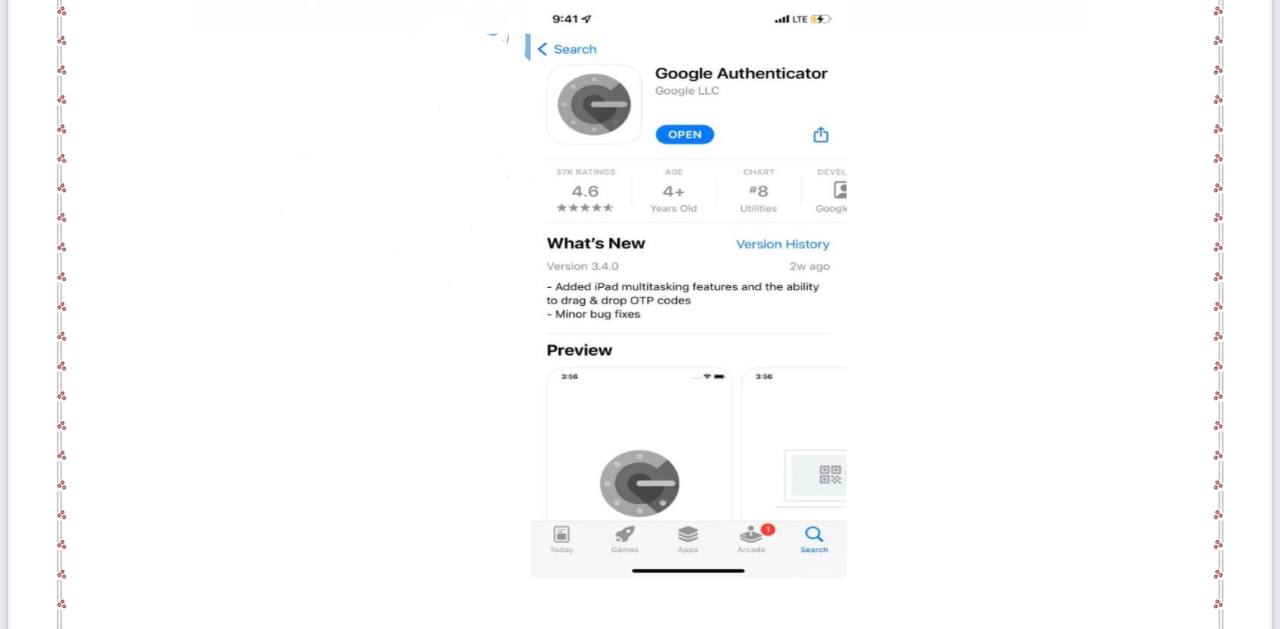 9:41
LTE
Search
Google Authenticator
Google LLC
OPEN
37K RATINGS
4.6
AGE
4+
Years Old
CHART
#8
Utilities
DEVEL
Googl
What's New
Version History
Version 3.4.0
2w ago
- Added iPad multitasking features and the ability
to drag & drop OTP codes
- Minor bug fixes
Preview
3:56
3:56
1
Today
Games
Apps
Arcade
Search